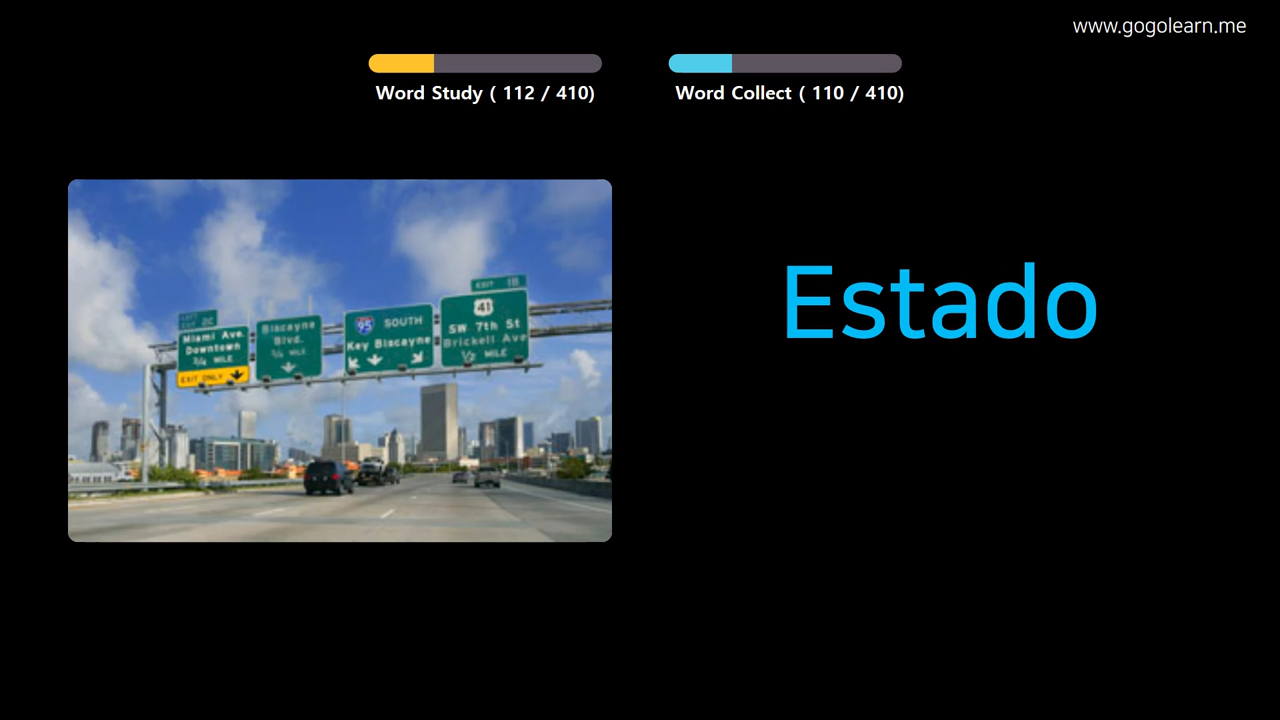 www.gogolearn.me
Word Study ( 112 / 410)
Word Collect ( 110 / 410)
Estado
EXIT 1B
41
SW 7th St
Brickell Ave
1/2 MILE
95 SOUTH
Key Biscayne
Biscayne
Blvd.
3/4 MILE
LEFT
EXIT 2C
Miami Ave.
Downtown
3/4 MILE
EXIT ONLY